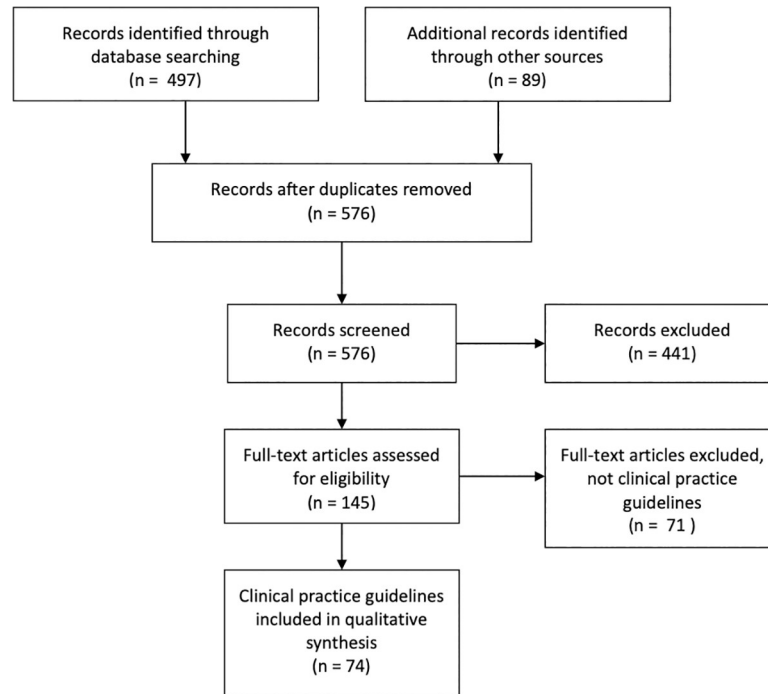 Records identified through
database searching
(n = 497)
Additional records identified
through other sources
(n = 89)
Records after duplicates removed
(n = 576)
Records screened
(n = 576)
Records excluded
(n = 441)
Full-text articles assessed
for eligibility
(n = 145)
Full-text articles excluded,
not clinical practice
guidelines
(n = 71 )
Clinical practice guidelines
included in qualitative
synthesis
(n = 74)